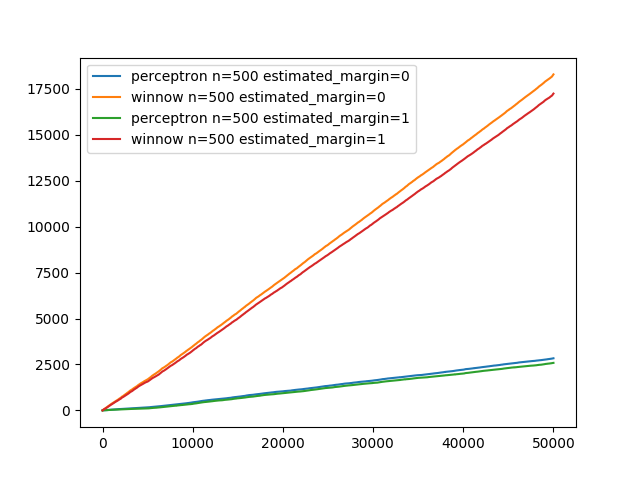 perceptron n=500 estimated_margin=0
winnow n=500 estimated_margin=0
perceptron n=500 estimated_margin=1
winnow n=500 estimated_margin=1
17500
15000
12500
10000
7500
5000
2500
0
0 10000 20000 30000 40000 50000